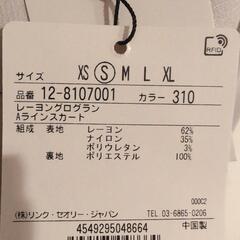 RFID
サイズ XS S M L XL
品番 12-8107001 カラー 310
レーヨングログラン
Aラインスカート
組成 表地 レーヨン 62%
ナイロン 35%
ポリウレタン 3%
裏地 ポリエステル 100%
000C2
(株)リンク・セオリー・ジャパン TEL 03-6865-0206
4549295048664 中国製